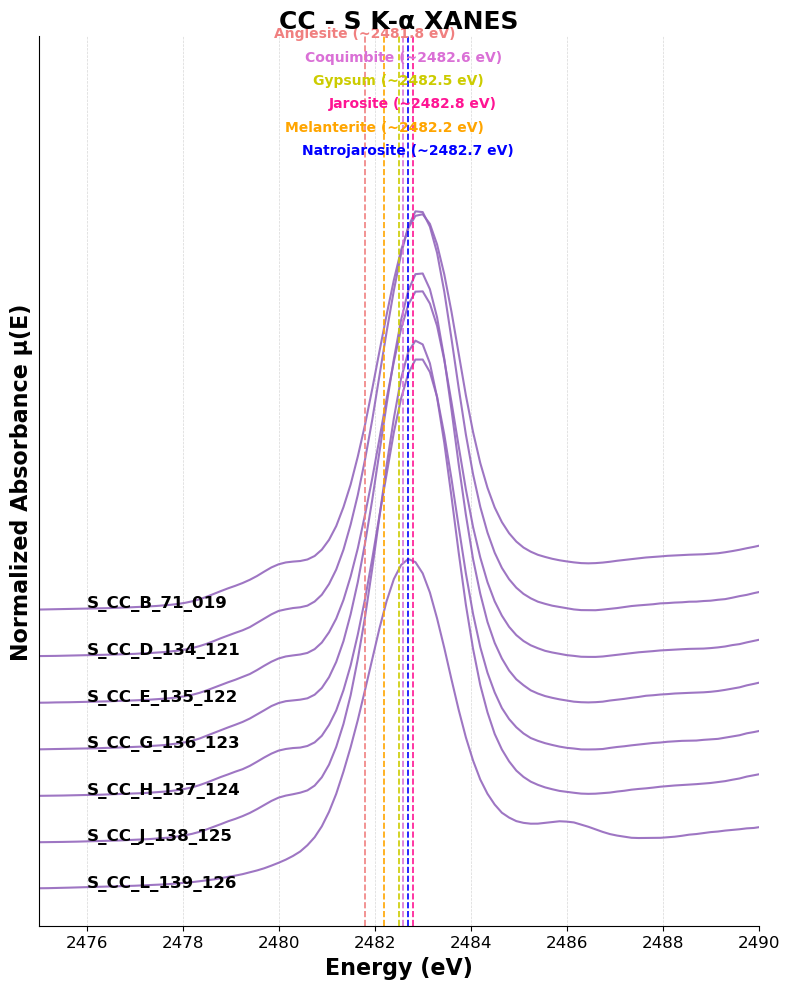 CC - S K-α XANES
Anglesite (~2481.8 eV)
Coquimbite (~2482.6 eV)
Gypsum (~2482.5 eV)
Jarosite (~2482.8 eV)
Melanterite (~2482.2 eV)
Natrojarosite (~2482.7 eV)
Normalized Absorbance μ(E)
S_CC_B_71_019
S_CC_D_134_121
S_CC_E_135_122
S_CC_G_136_123
S_CC_H_137_124
S_CC_J_138_125
S_CC_L_139_126
2476 2478 2480 2482 2484 2486 2488 2490
Energy (eV)